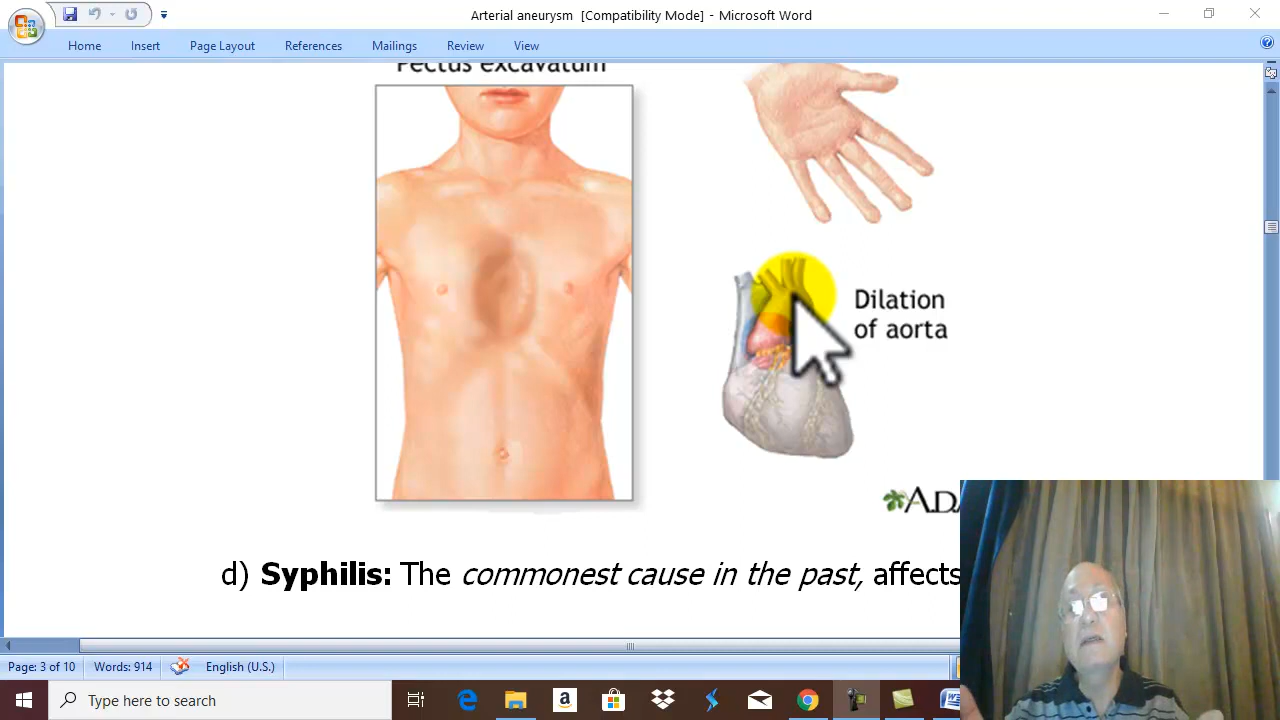 Arterial aneurysm [Compatibility Mode] - Microsoft Word
Home Insert Page Layout References Mailings Review View
Pectus excavatum
Dilation
of aorta
A.D.A
d) Syphilis: The commonest cause in the past, affects
Page: 3 of 10 Words: 914 English (U.S.)
Type here to search